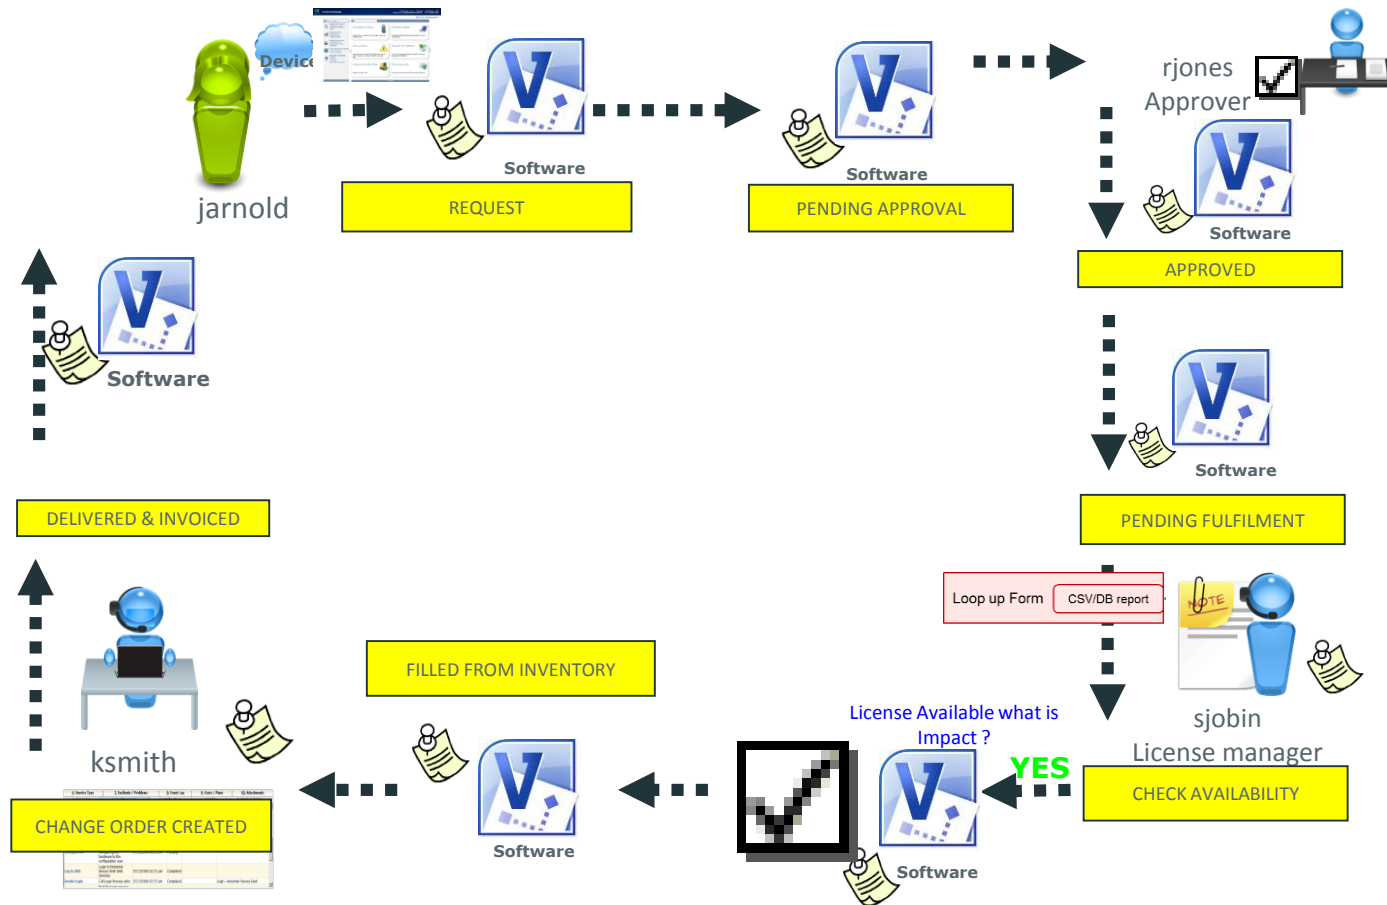 Device
rjones
Approver
Software
Software
Software
jarnold
REQUEST
PENDING APPROVAL
APPROVED
Software
Software
DELIVERED & INVOICED
PENDING FULFILMENT
Loop up Form
CSV/DB report
NOTE
FILLED FROM INVENTORY
License Available what is
Impact ?
sjobin
License manager
ksmith
YES
CHECK AVAILABILITY
CHANGE ORDER CREATED
Software
Software